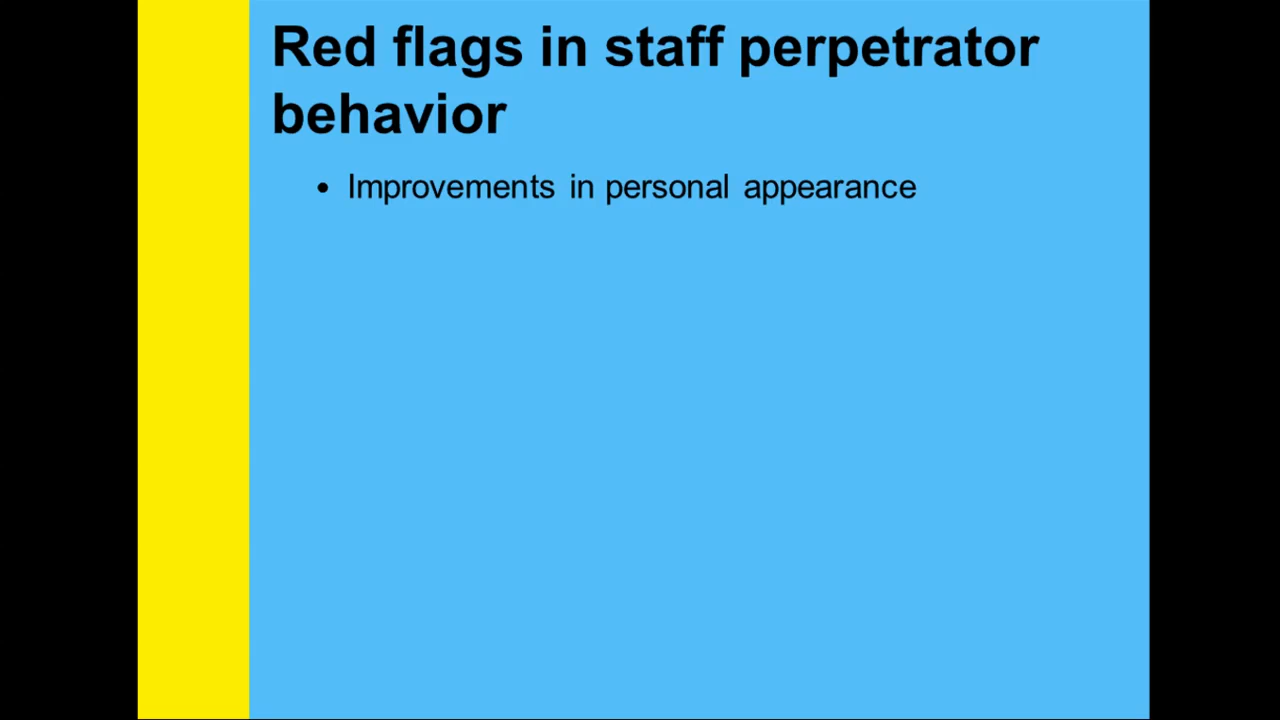 Red flags in staff perpetrator
behavior
• Improvements in personal appearance